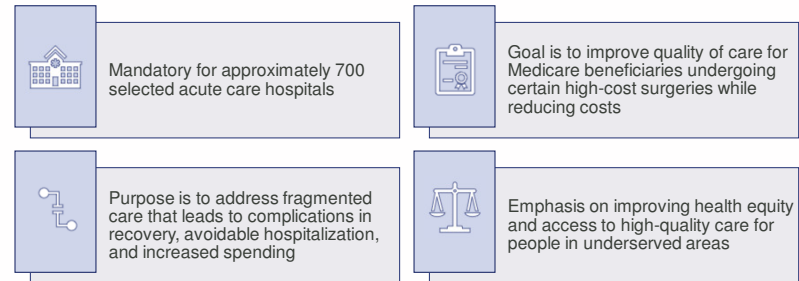 Mandatory for approximately 700
selected acute care hospitals
Goal is to improve quality of care for
Medicare beneficiaries undergoing
certain high-cost surgeries while
reducing costs
Purpose is to address fragmented
care that leads to complications in
recovery, avoidable hospitalization,
and increased spending
Emphasis on improving health equity
and access to high-quality care for
people in underserved areas